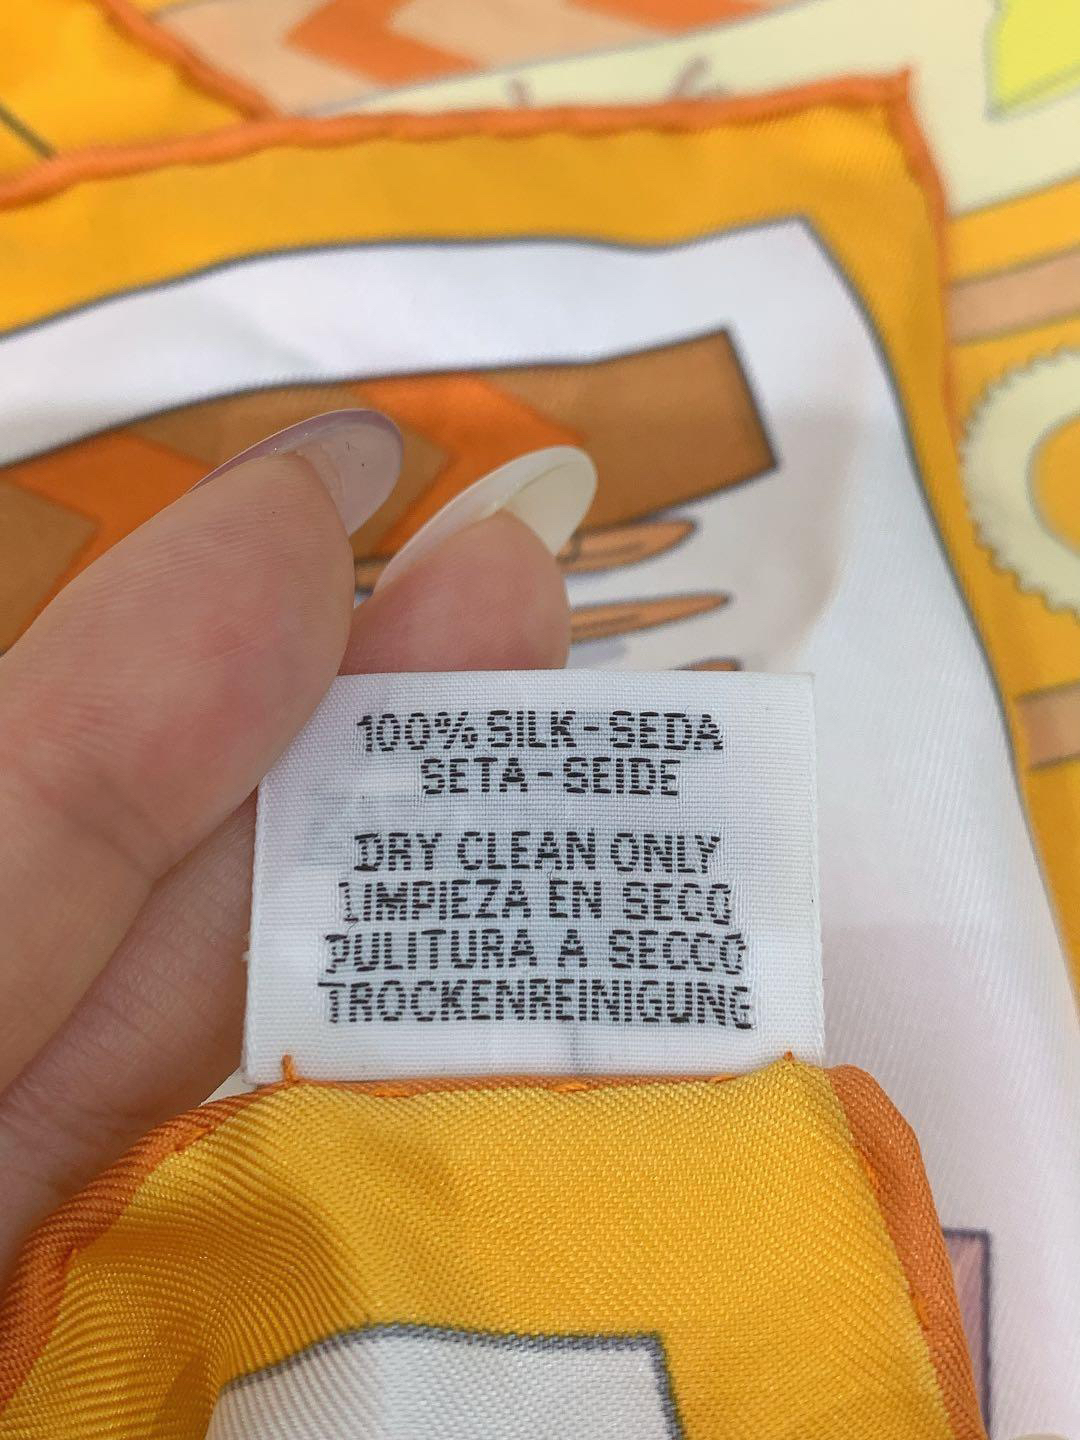 100% SILK-SEDA
SETA-SEIDE
DRY CLEAN ONLY
LIMPIEZA EN SECO
PULITURA A SECCO
TROCKENREINIGUNG